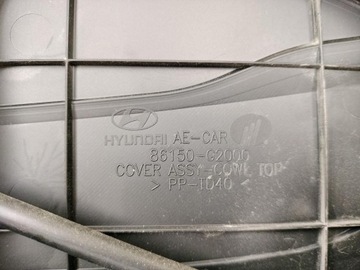 HYUNDAI AE-CAR
86150-G2000
COVER ASSY-COWL TOP
> PP-TD40 <